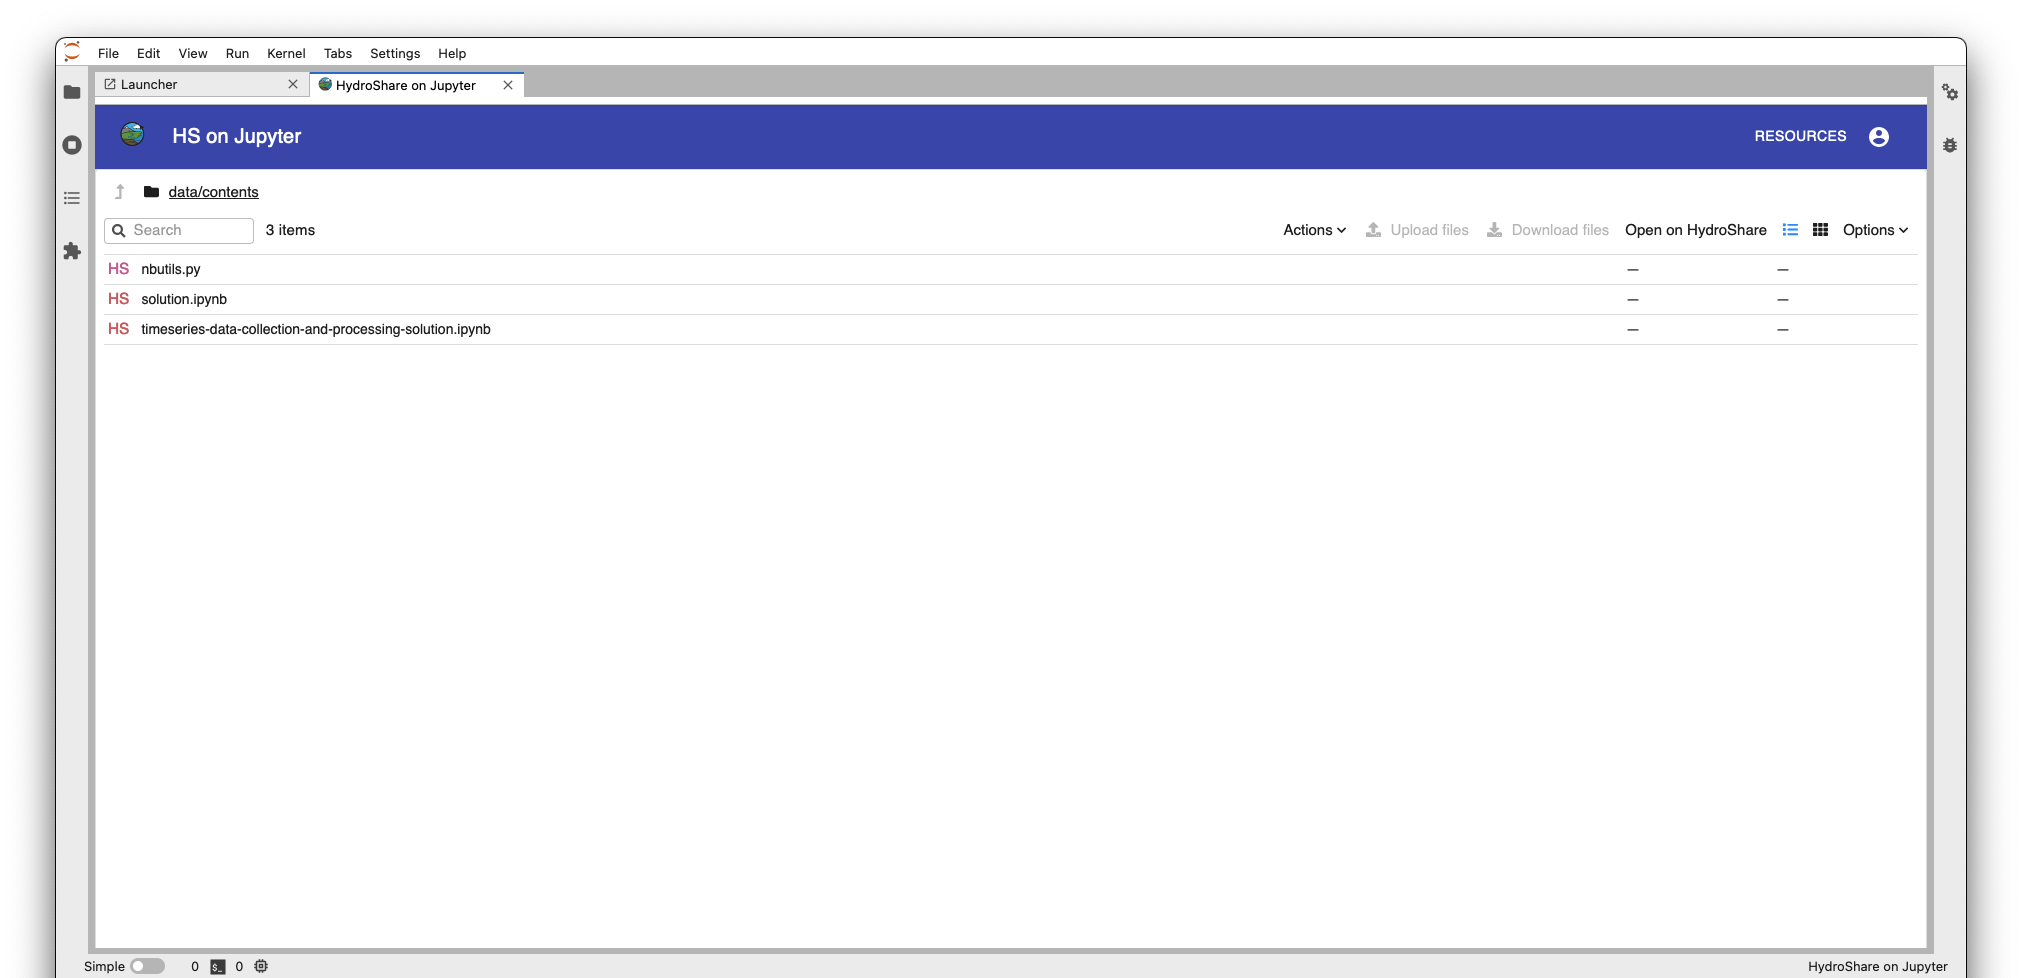 File Edit View Run Kernel Tabs Settings Help
Launcher HydroShare on Jupyter
HS on Jupyter RESOURCES
data/contents
Search 3 items Actions Upload files Download files Open on HydroShare Options
HS nbutils.py — —
HS solution.ipynb — —
HS timeseries-data-collection-and-processing-solution.ipynb — —
Simple 0 $_ 0 HydroShare on Jupyter